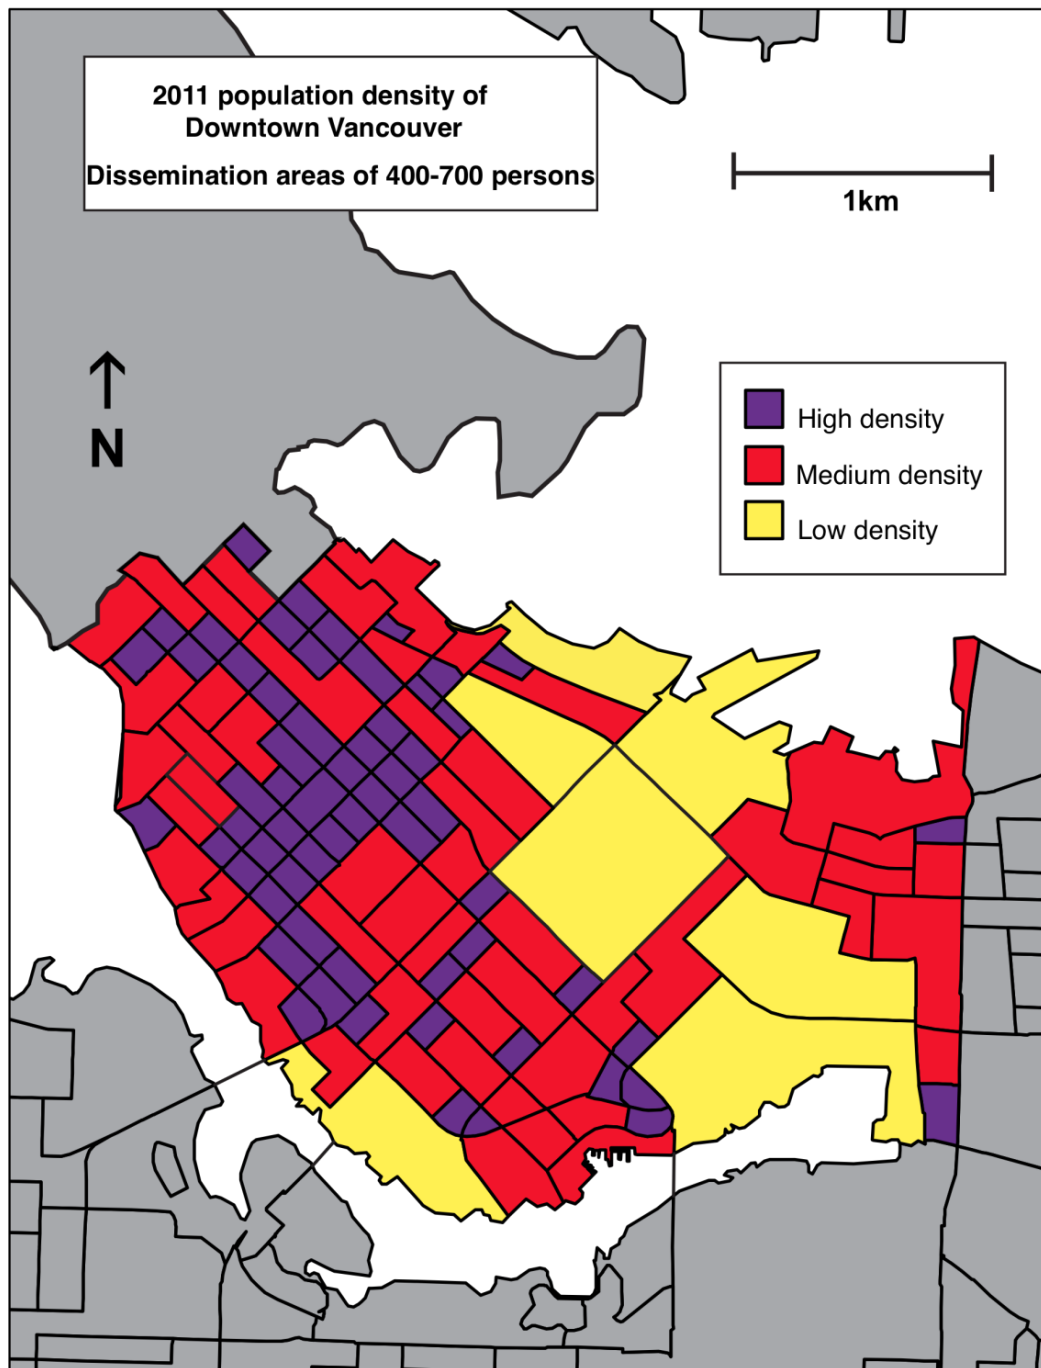 2011 population density of
Downtown Vancouver
Dissemination areas of 400-700 persons
1km
N
High density
Medium density
Low density